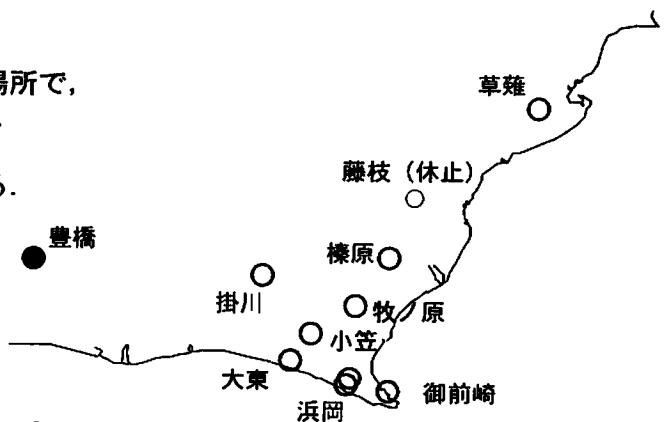 場所で,
る.
草薙
藤枝（休止）
豊橋
榛原
掛川
牧ノ原
小笠
大東
御前崎
浜岡